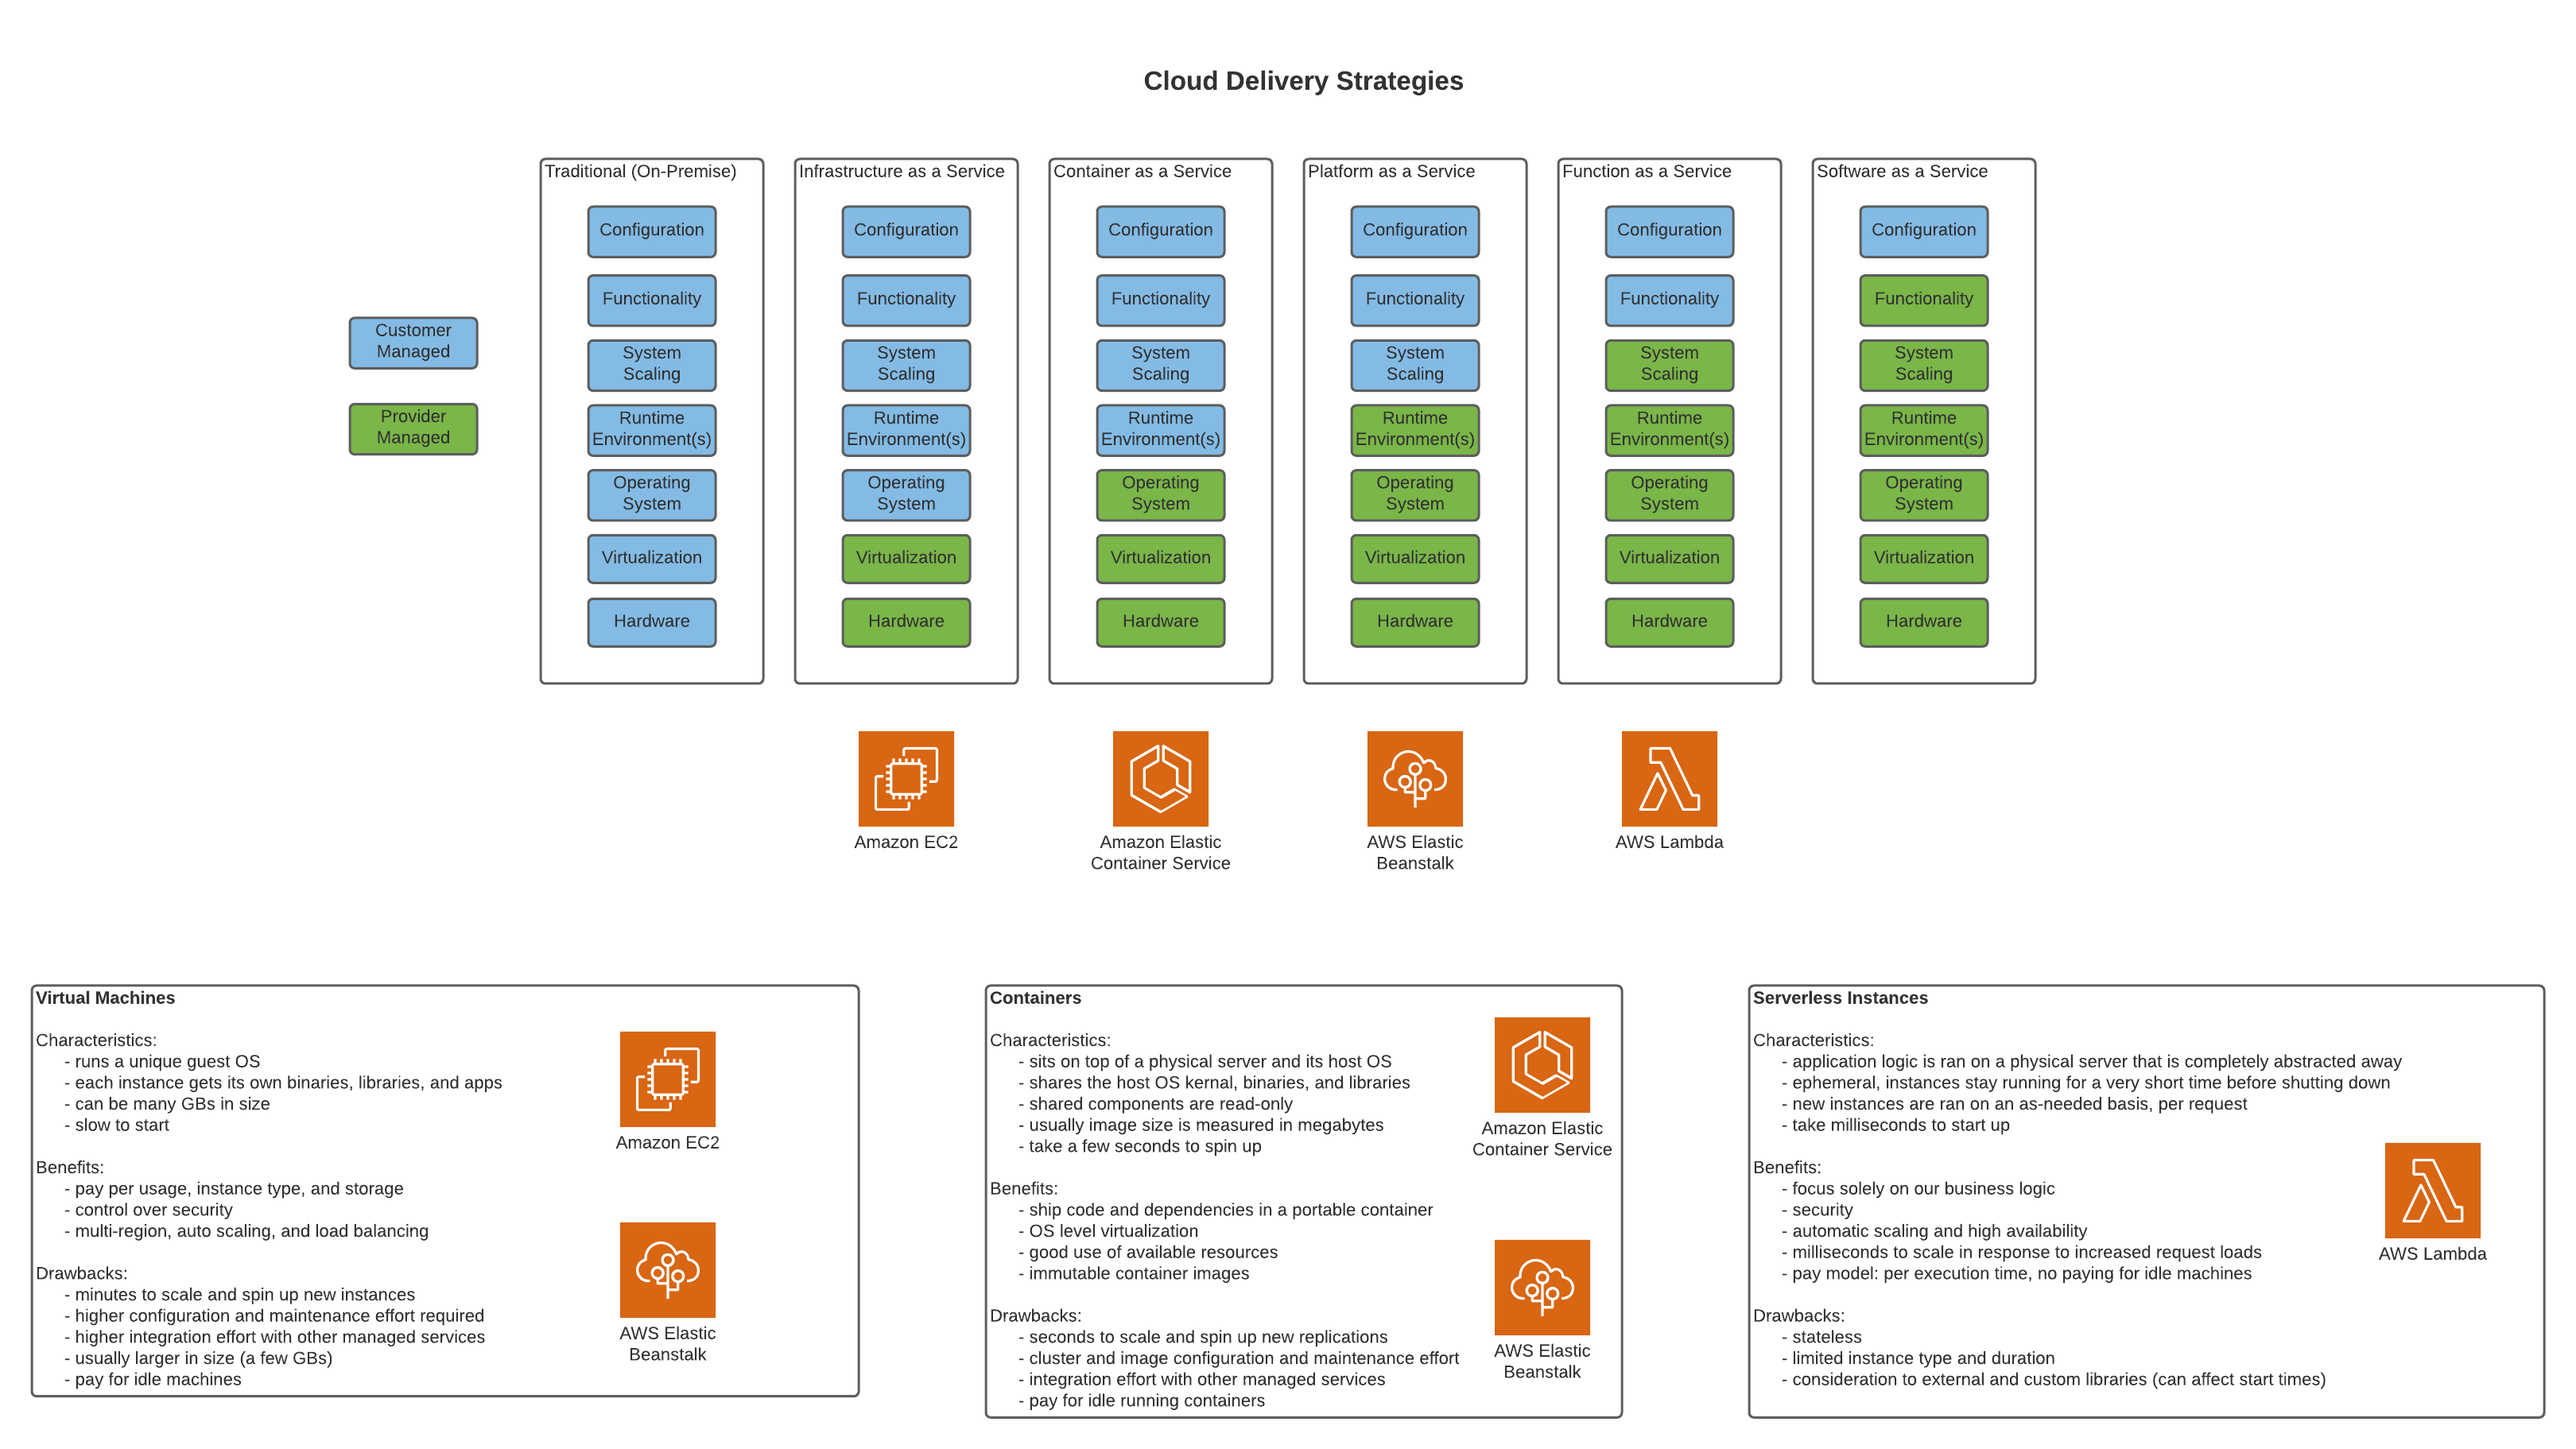 Cloud Delivery Strategies
Customer
Managed
Provider
Managed
Traditional (On-Premise)
Configuration
Functionality
System
Scaling
Runtime
Environment(s)
Operating
System
Virtualization
Hardware
Infrastructure as a Service
Configuration
Functionality
System
Scaling
Runtime
Environment(s)
Operating
System
Virtualization
Hardware
Container as a Service
Configuration
Functionality
System
Scaling
Runtime
Environment(s)
Operating
System
Virtualization
Hardware
Platform as a Service
Configuration
Functionality
System
Scaling
Runtime
Environment(s)
Operating
System
Virtualization
Hardware
Function as a Service
Configuration
Functionality
System
Scaling
Runtime
Environment(s)
Operating
System
Virtualization
Hardware
Software as a Service
Configuration
Functionality
System
Scaling
Runtime
Environment(s)
Operating
System
Virtualization
Hardware
Amazon EC2
Amazon Elastic
Container Service
AWS Elastic
Beanstalk
AWS Lambda
Virtual Machines
Characteristics:
- runs a unique guest OS
- each instance gets its own binaries, libraries, and apps
- can be many GBs in size
- slow to start
Benefits:
- pay per usage, instance type, and storage
- control over security
- multi-region, auto scaling, and load balancing
Drawbacks:
- minutes to scale and spin up new instances
- higher configuration and maintenance effort required
- higher integration effort with other managed services
- usually larger in size (a few GBs)
- pay for idle machines
Amazon EC2
AWS Elastic
Beanstalk
Containers
Characteristics:
- sits on top of a physical server and its host OS
- shares the host OS kernal, binaries, and libraries
- shared components are read-only
- usually image size is measured in megabytes
- take a few seconds to spin up
Benefits:
- ship code and dependencies in a portable container
- OS level virtualization
- good use of available resources
- immutable container images
Drawbacks:
- seconds to scale and spin up new replications
- cluster and image configuration and maintenance effort
- integration effort with other managed services
- pay for idle running containers
Amazon Elastic
Container Service
AWS Elastic
Beanstalk
Serverless Instances
Characteristics:
- application logic is ran on a physical server that is completely abstracted away
- ephemeral, instances stay running for a very short time before shutting down
- new instances are ran on an as-needed basis, per request
- take milliseconds to start up
Benefits:
- focus solely on our business logic
- security
- automatic scaling and high availability
- milliseconds to scale in response to increased request loads
- pay model: per execution time, no paying for idle machines
Drawbacks:
- stateless
- limited instance type and duration
- consideration to external and custom libraries (can affect start times)
AWS Lambda